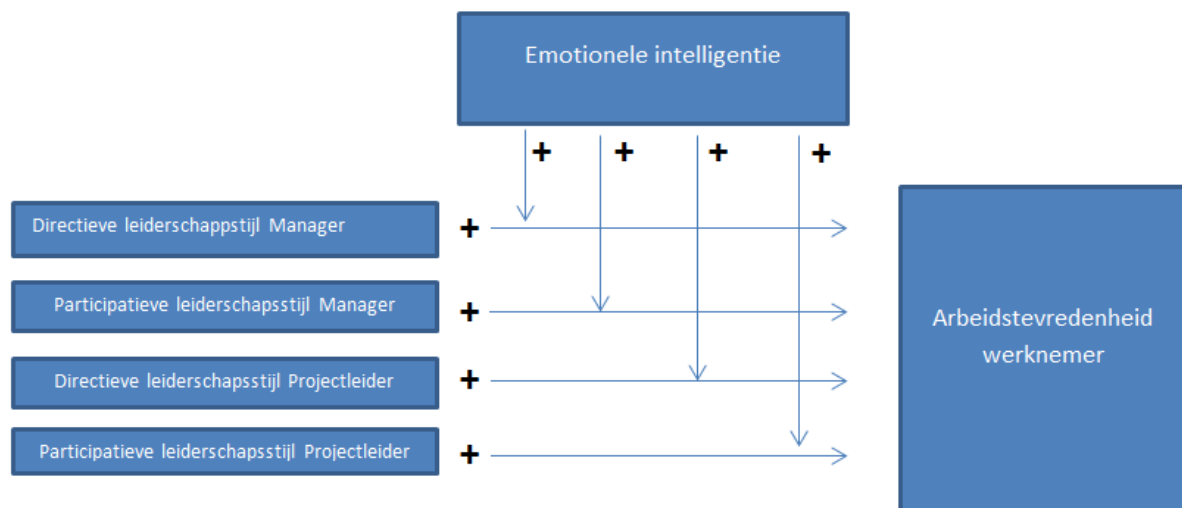 Emotionele intelligentie
+ + + +
Directieve leiderschappstijl Manager +
Participatieve leiderschapsstijl Manager +
Arbeidstevredenheid
werknemer
Directieve leiderschapsstijl Projectleider +
Participatieve leiderschapsstijl Projectleider +